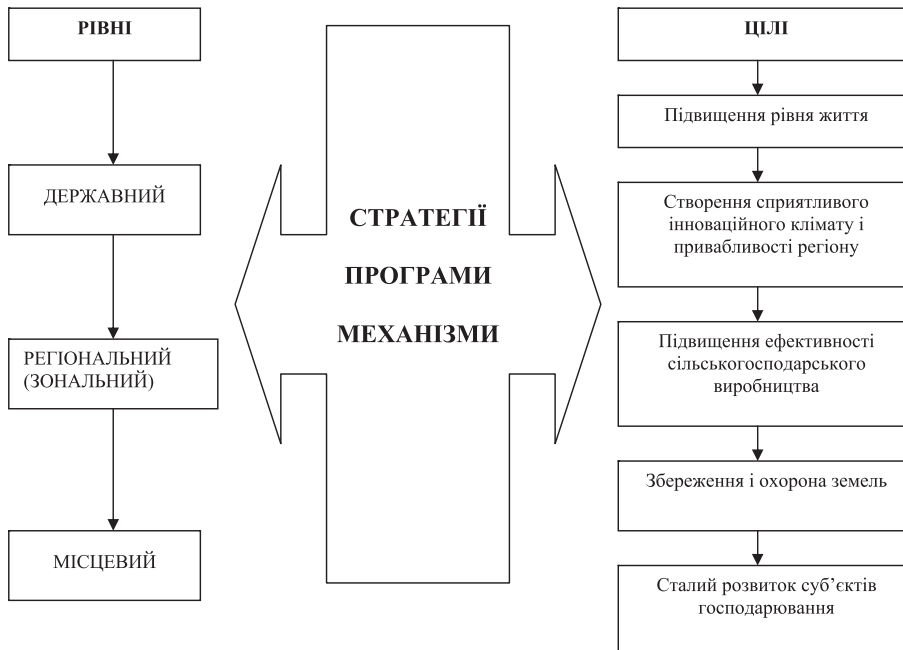 РІВНІ
ДЕРЖАВНИЙ
РЕГІОНАЛЬНИЙ
(ЗОНАЛЬНИЙ)
МІСЦЕВИЙ
СТРАТЕГІЇ
ПРОГРАМИ
МЕХАНІЗМИ
ЦІЛІ
Підвищення рівня життя
Створення сприятливого
інноваційного клімату і
привабливості регіону
Підвищення ефективності
сільськогосподарського
виробництва
Збереження і охорона земель
Сталий розвиток суб’єктів
господарювання